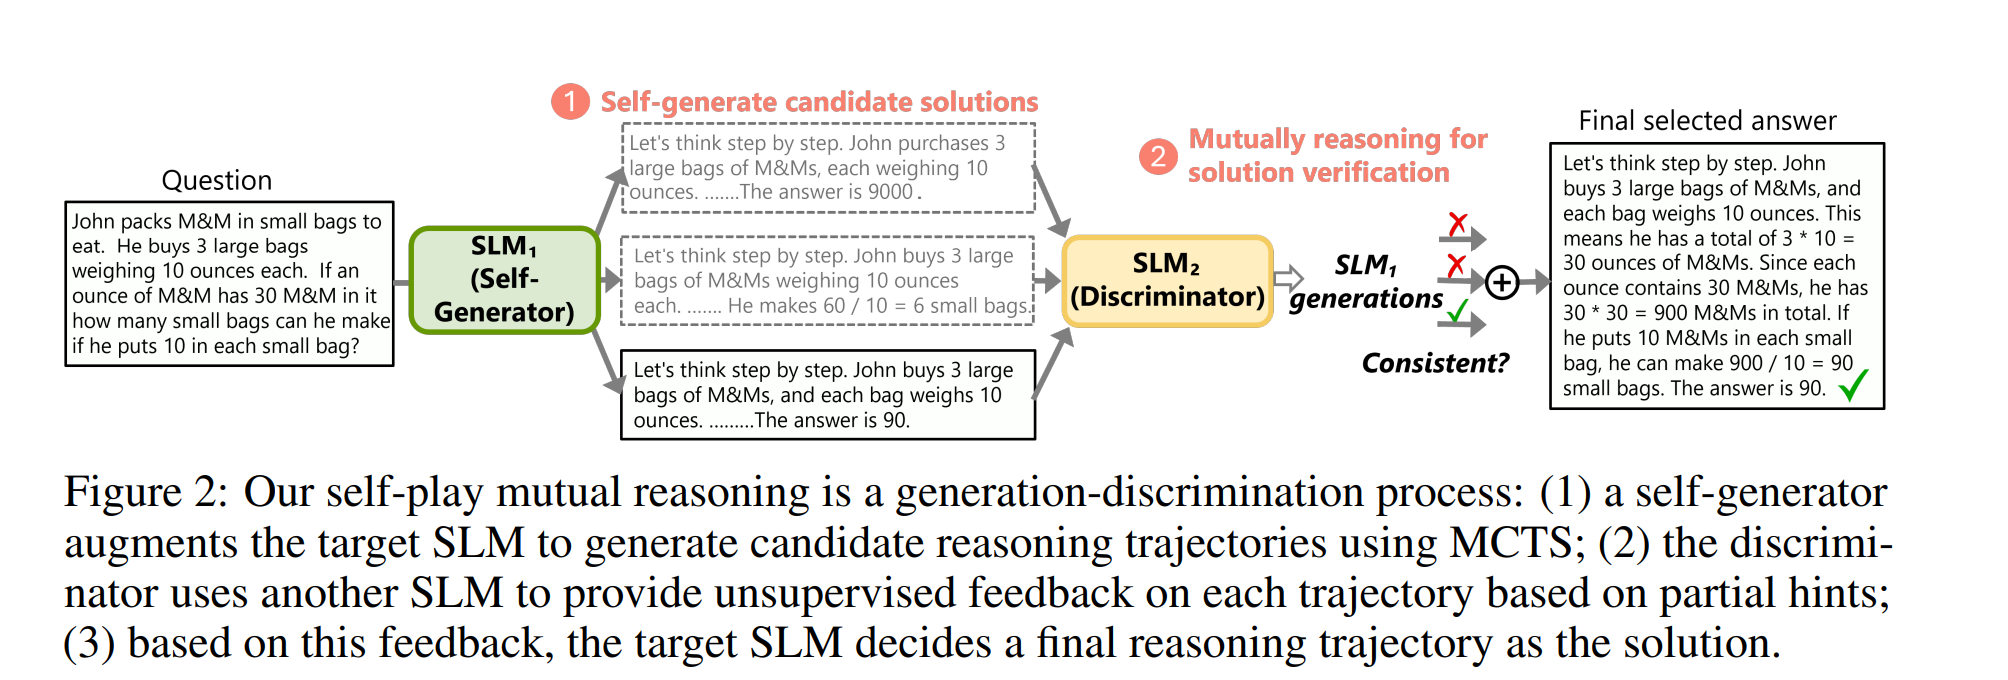 1 Self-generate candidate solutions
Question
John packs M&M in small bags to
eat. He buys 3 large bags
weighing 10 ounces each. If an
ounce of M&M has 30 M&M in it
how many small bags can he make
if he puts 10 in each small bag?
SLM₁
(Self-
Generator)
Let's think step by step. John purchases 3
large bags of M&Ms, each weighing 10
ounces. .......The answer is 9000.
Let's think step by step. John buys 3 large
bags of M&Ms weighing 10 ounces
each. ....... He makes 60 / 10 = 6 small bags.
Let's think step by step. John buys 3 large
bags of M&Ms, and each bag weighs 10
ounces. .........The answer is 90.
2 Mutually reasoning for
solution verification
SLM₂
(Discriminator)
SLM₁
generations
Consistent?
Final selected answer
Let's think step by step. John
buys 3 large bags of M&Ms, and
each bag weighs 10 ounces. This
means he has a total of 3 * 10 =
30 ounces of M&Ms. Since each
ounce contains 30 M&Ms, he has
30 * 30 = 900 M&Ms in total. If
he puts 10 M&Ms in each small
bag, he can make 900 / 10 = 90
small bags. The answer is 90.
Figure 2: Our self-play mutual reasoning is a generation-discrimination process: (1) a self-generator
augments the target SLM to generate candidate reasoning trajectories using MCTS; (2) the discrimi-
nator uses another SLM to provide unsupervised feedback on each trajectory based on partial hints;
(3) based on this feedback, the target SLM decides a final reasoning trajectory as the solution.